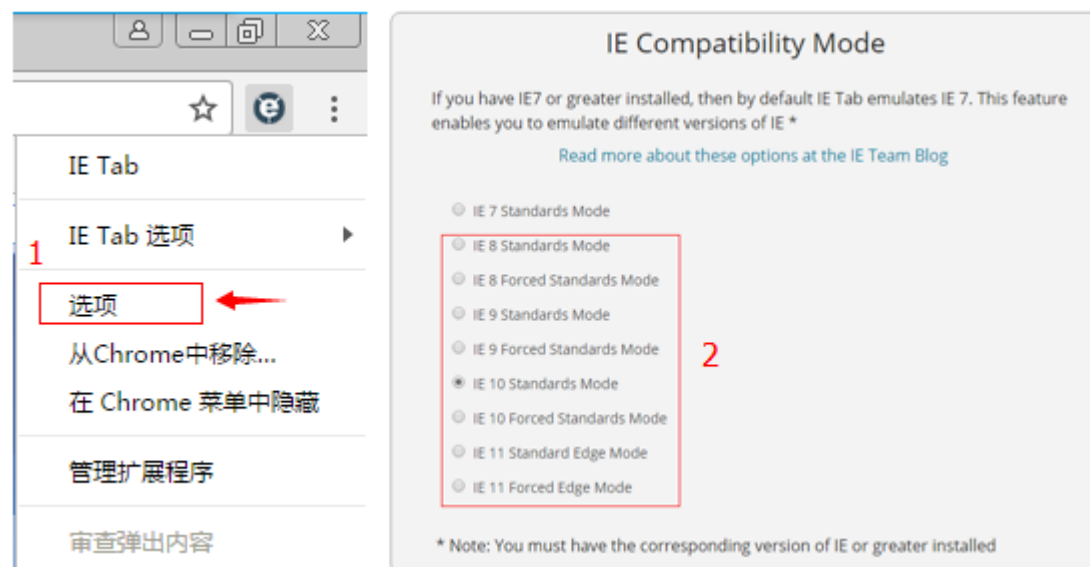 IE Tab
IE Tab 选项
1
选项
从Chrome中移除...
在 Chrome 菜单中隐藏
管理扩展程序
审查弹出内容
IE Compatibility Mode
If you have IE7 or greater installed, then by default IE Tab emulates IE 7. This feature
enables you to emulate different versions of IE *
Read more about these options at the IE Team Blog
IE 7 Standards Mode
IE 8 Standards Mode
IE 8 Forced Standards Mode
IE 9 Standards Mode
IE 9 Forced Standards Mode
2
IE 10 Standards Mode
IE 10 Forced Standards Mode
IE 11 Standard Edge Mode
IE 11 Forced Edge Mode
* Note: You must have the corresponding version of IE or greater installed